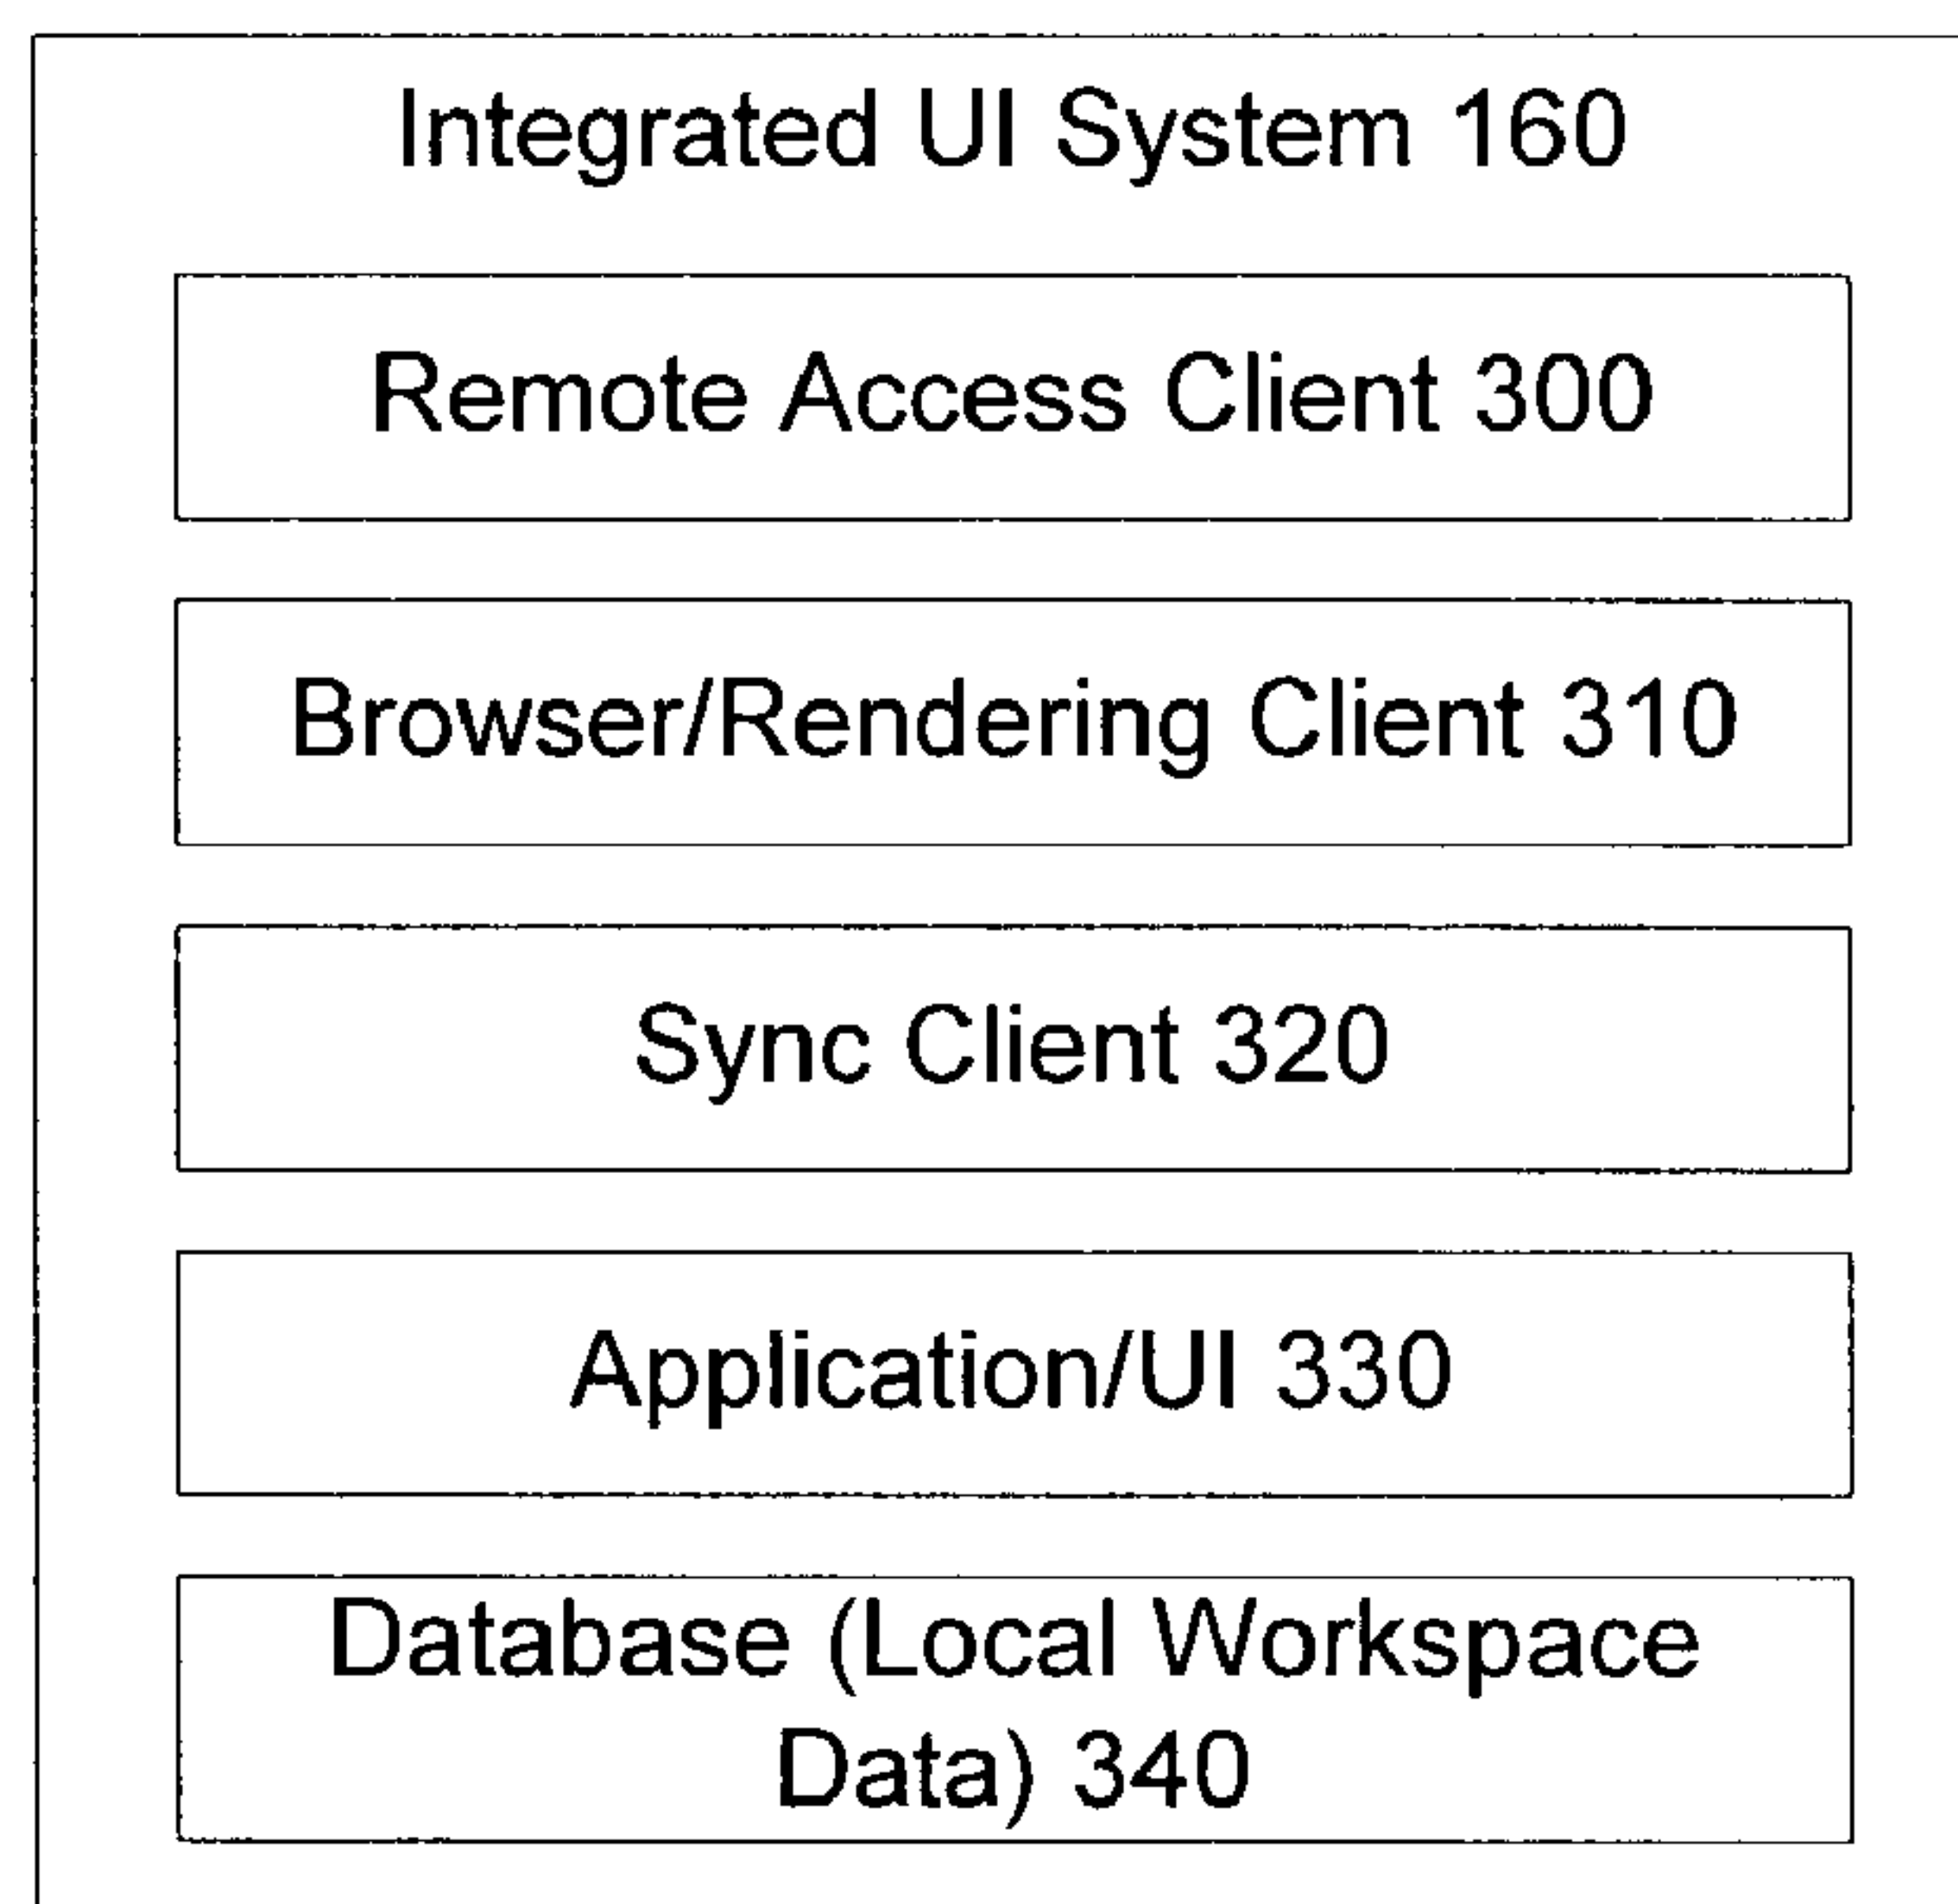 Integrated UI System 160
Remote Access Client 300
Browser/Rendering Client 310
Sync Client 320
Application/UI 330
Database (Local Workspace
Data) 340